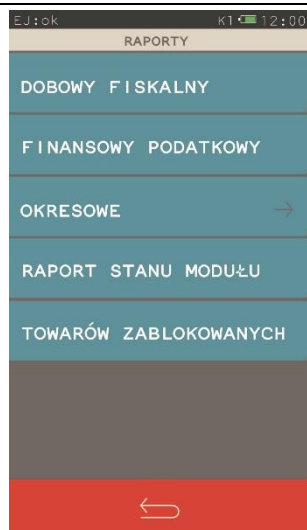 EJ:ok K1 12:00
RAPORTY
DOBOWY FISKALNY
FINANSOWY PODATKOWY
OKRESOWE
RAPORT STANU MODUŁU
TOWARÓW ZABLOKOWANYCH